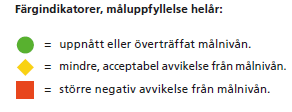 Färgindikatorer, måluppfyllelse helår:
= uppnått eller överträffat målnivån.
= mindre, acceptabel avvikelse från målnivån.
= större negativ avvikelse från målnivån.